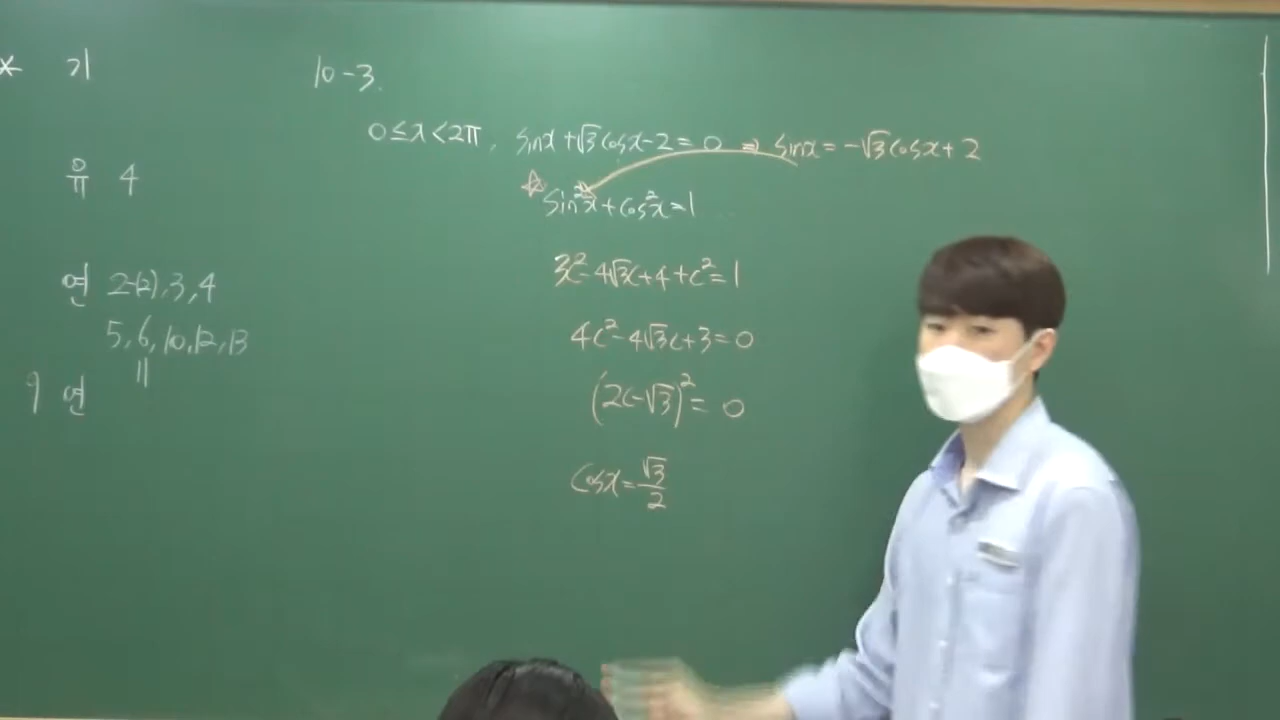 * 기
유 4
연 2-(2), 3, 4
5, 6, 10, 12, 13
11
9 연
10-3.
0≤x<2π, sinx+√3cosx-2=0 ⇒ sinx=-√3cosx+2
☆ sin²x+cos²x=1
3c²-4√3c+4+c²=1
4c²-4√3c+3=0
(2c-√3)²=0
cosx=√3/2